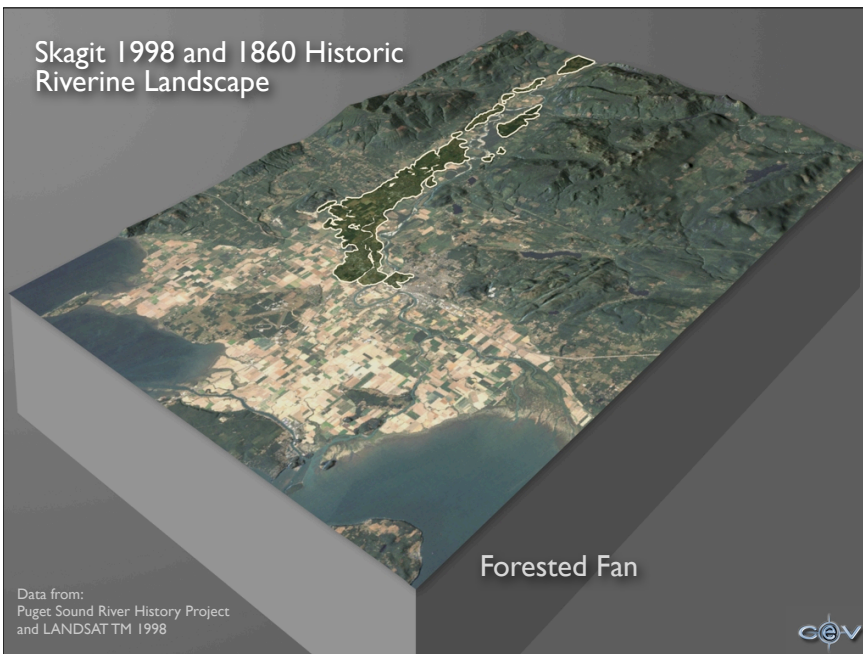 Skagit 1998 and 1860 Historic
Riverine Landscape
Forested Fan
Data from:
Puget Sound River History Project
and LANDSAT TM 1998
GeV